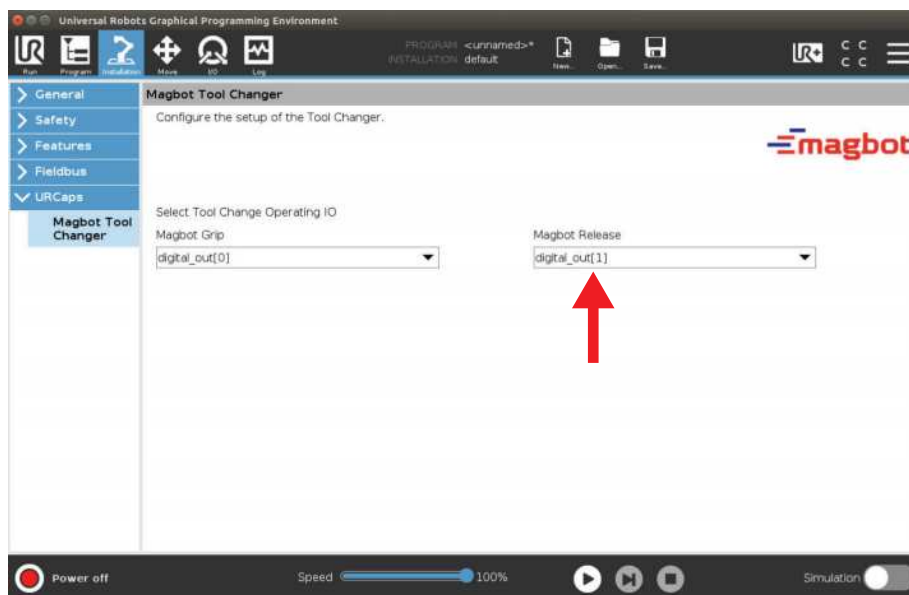 Universal Robots Graphical Programming Environment
PROGRAM <unnamed>*
INSTALLATION default
Run Program Installation Move I/O Log New... Open... Save...
UR
UR+
C C
C C
General
Safety
Features
Fieldbus
URCaps
Magbot Tool
Changer
Magbot Tool Changer
Configure the setup of the Tool Changer.
magbot
Select Tool Change Operating IO
Magbot Grip Magbot Release
digital_out[0] digital_out[1]
Power off Speed 100% Simulation